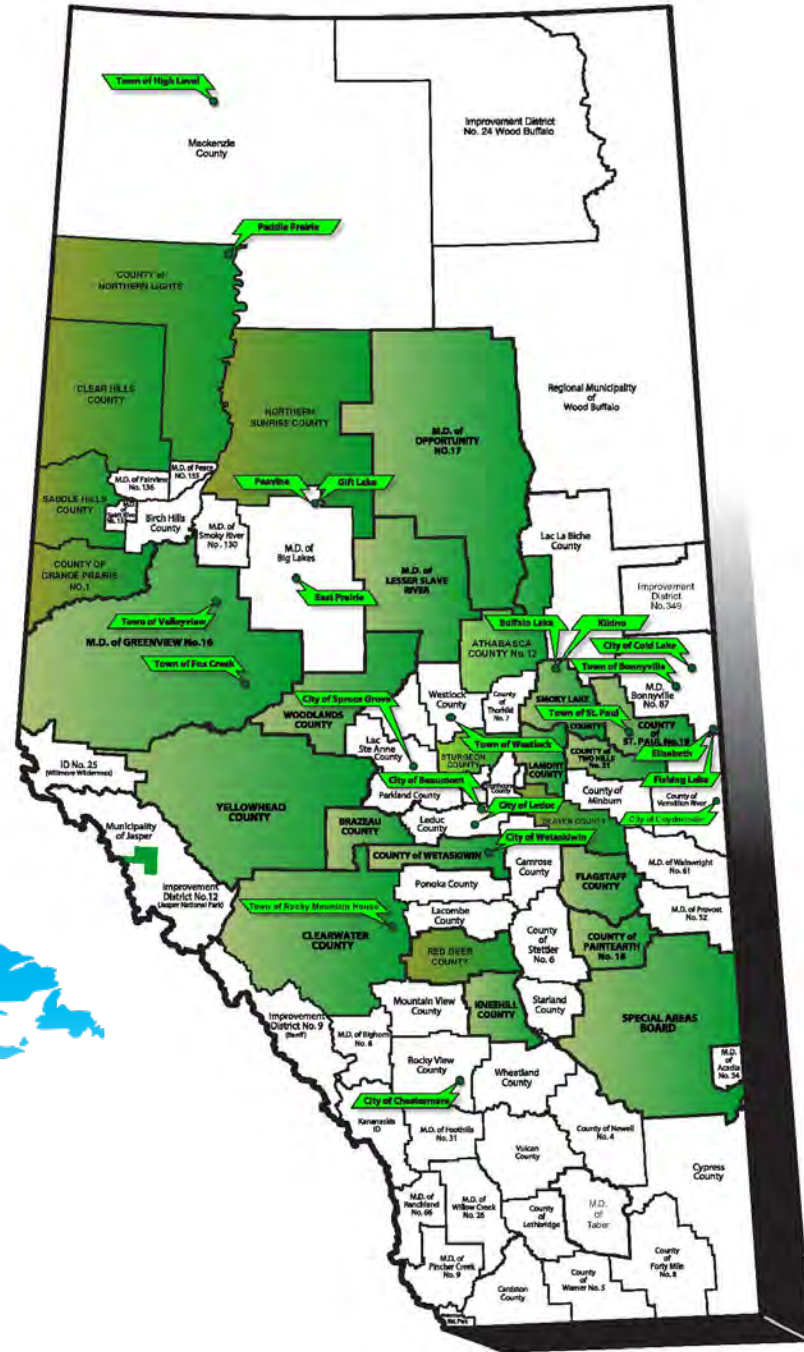 Town of High Level
Improvement District
No. 24 Wood Buffalo
Mackenzie
County
Paddle Prairie
COUNTY of
NORTHERN LIGHTS
CLEAR HILLS
COUNTY
NORTHERN
SUNRISE COUNTY
M.D. of
OPPORTUNITY
NO.17
Regional Municipality
of
Wood Buffalo
M.D. of Fairview
No. 136
M.D. of Peace
NO. 135
Peavine
Gift Lake
SADDLE HILLS
COUNTY
Birch Hills
County
M.D. of
Smoky River
No. 130
M.D. of
Big Lakes
East Prairie
M.D. of
LESSER SLAVE
RIVER
Lac La Biche
County
Improvement
District
No.349
COUNTY OF
GRANDE PRAIRIE
NO.1
Town of Valleyview
M.D. of GREENVIEW No.16
Town of Fox Creek
Buffalo Lake
Kikino
ATHABASCA
COUNTY No.12
City of Cold Lake
Town of Bonnyville
M.D.
Bonnyville
No. 87
City of Spruce Grove
Westlock
County
County
of
Thorhild
No. 7
SMOKY LAKE
COUNTY
Town of St. Paul
COUNTY
of
ST. PAUL No.19
Elizabeth
WOODLANDS
COUNTY
Lac
Ste Anne
County
Town of Westlock
STURGEON
COUNTY
LAMONT
COUNTY
COUNTY of
TWO HILLS
No. 21
Fishing Lake
ID No. 25
(Willmore Wilderness)
YELLOWHEAD
COUNTY
City of Beaumont
Parkland County
City of Leduc
County of
Minburn
County of
Vermilion River
City of Lloydminster
BRAZEAU
COUNTY
Leduc
County
BEAVER COUNTY
Municipality
of Jasper
City of Wetaskiwin
COUNTY of WETASKIWIN
Camrose
County
M.D. of Wainwright
No. 61
Improvement
District No.12
(Jasper National Park)
Ponoka County
FLAGSTAFF
COUNTY
Town of Rocky Mountain House
Lacombe
County
M.D. of Provost
No. 52
CLEARWATER
COUNTY
County
of
Stettler
No. 6
COUNTY of
PAINTEARTH
No. 18
RED DEER
COUNTY
Improvement
District No. 9
(Banff)
Mountain View
County
KNEEHILL
COUNTY
Starland
County
SPECIAL AREAS
BOARD
M.D. of Bighorn
No. 8
M.D.
of
Acadia
No. 34
Rocky View
County
Wheatland
County
City of Chestermere
Kananaskis
ID
M.D. of Foothills
No. 31
County of Newell
No. 4
Vulcan
County
Cypress
County
M.D. of
Ranchland
No. 66
M.D. of
Willow Creek
No. 26
County
of
Lethbridge
M.D.
of
Taber
M.D. of
Pincher Creek
No. 9
County
of
Forty Mile
No. 8
Cardston
County
County
of
Warner No. 5